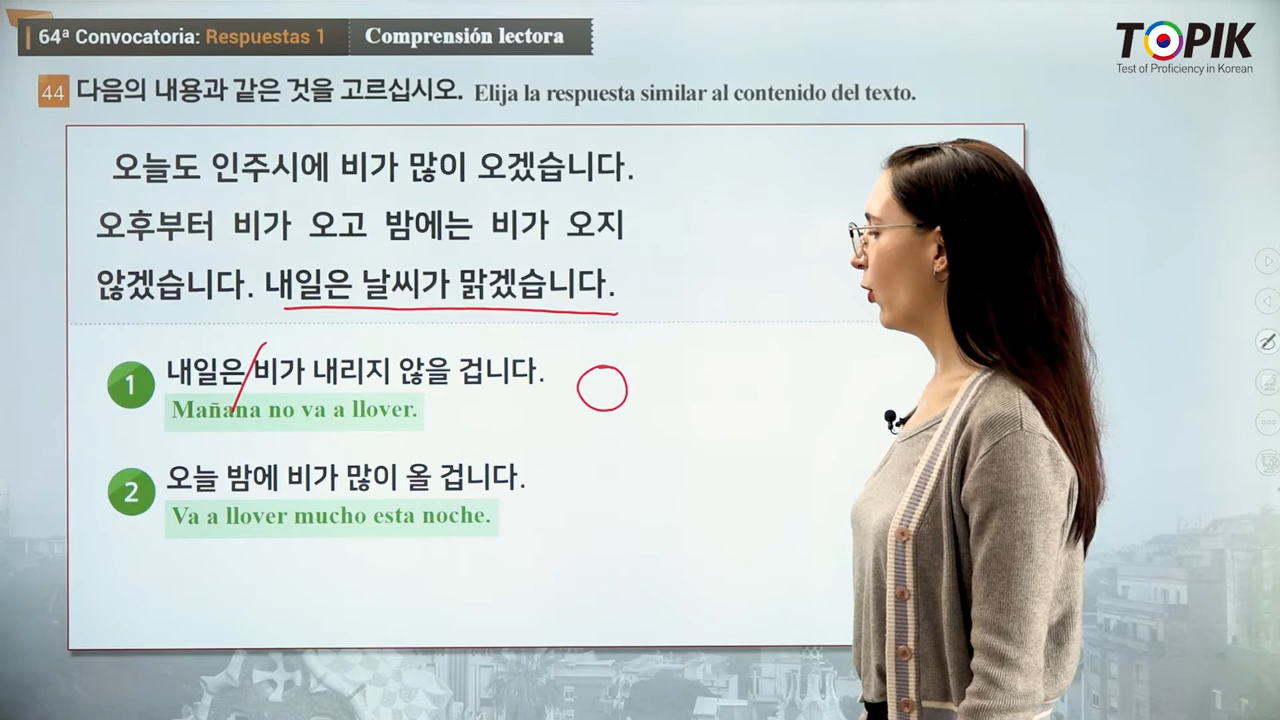 64ª Convocatoria: Respuestas 1 Comprensión lectora
TOPIK
Test of Proficiency in Korean
44 다음의 내용과 같은 것을 고르십시오. Elija la respuesta similar al contenido del texto.
오늘도 인주시에 비가 많이 오겠습니다.
오후부터 비가 오고 밤에는 비가 오지
않겠습니다. 내일은 날씨가 맑겠습니다.
1 내일은 비가 내리지 않을 겁니다.
Mañana no va a llover.
2 오늘 밤에 비가 많이 올 겁니다.
Va a llover mucho esta noche.